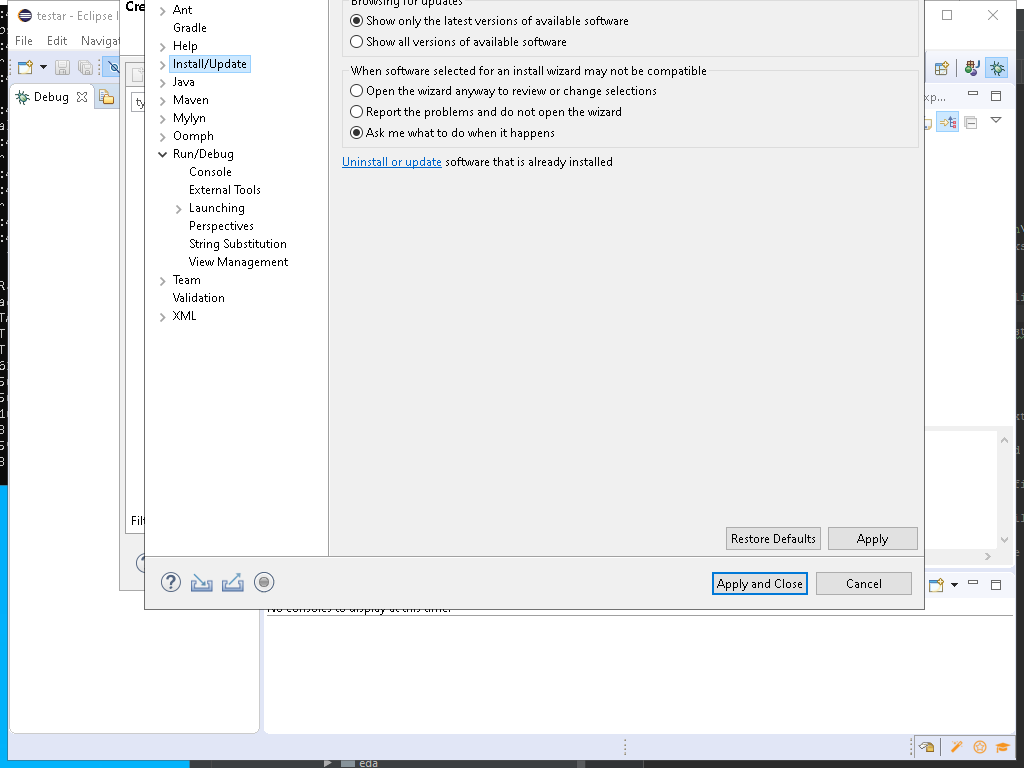 testar - Eclipse I
Cre
File Edit Navigat
Debug
ty
Ant
Gradle
Help
Install/Update
Java
Maven
Mylyn
Oomph
Run/Debug
Console
External Tools
Launching
Perspectives
String Substitution
View Management
Team
Validation
XML
Browsing for updates
Show only the latest versions of available software
Show all versions of available software
When software selected for an install wizard may not be compatible
Open the wizard anyway to review or change selections
Report the problems and do not open the wizard
Ask me what to do when it happens
Uninstall or update software that is already installed
xp...
Filt
Restore Defaults Apply
Apply and Close Cancel
No consoles to display at this time.
eda